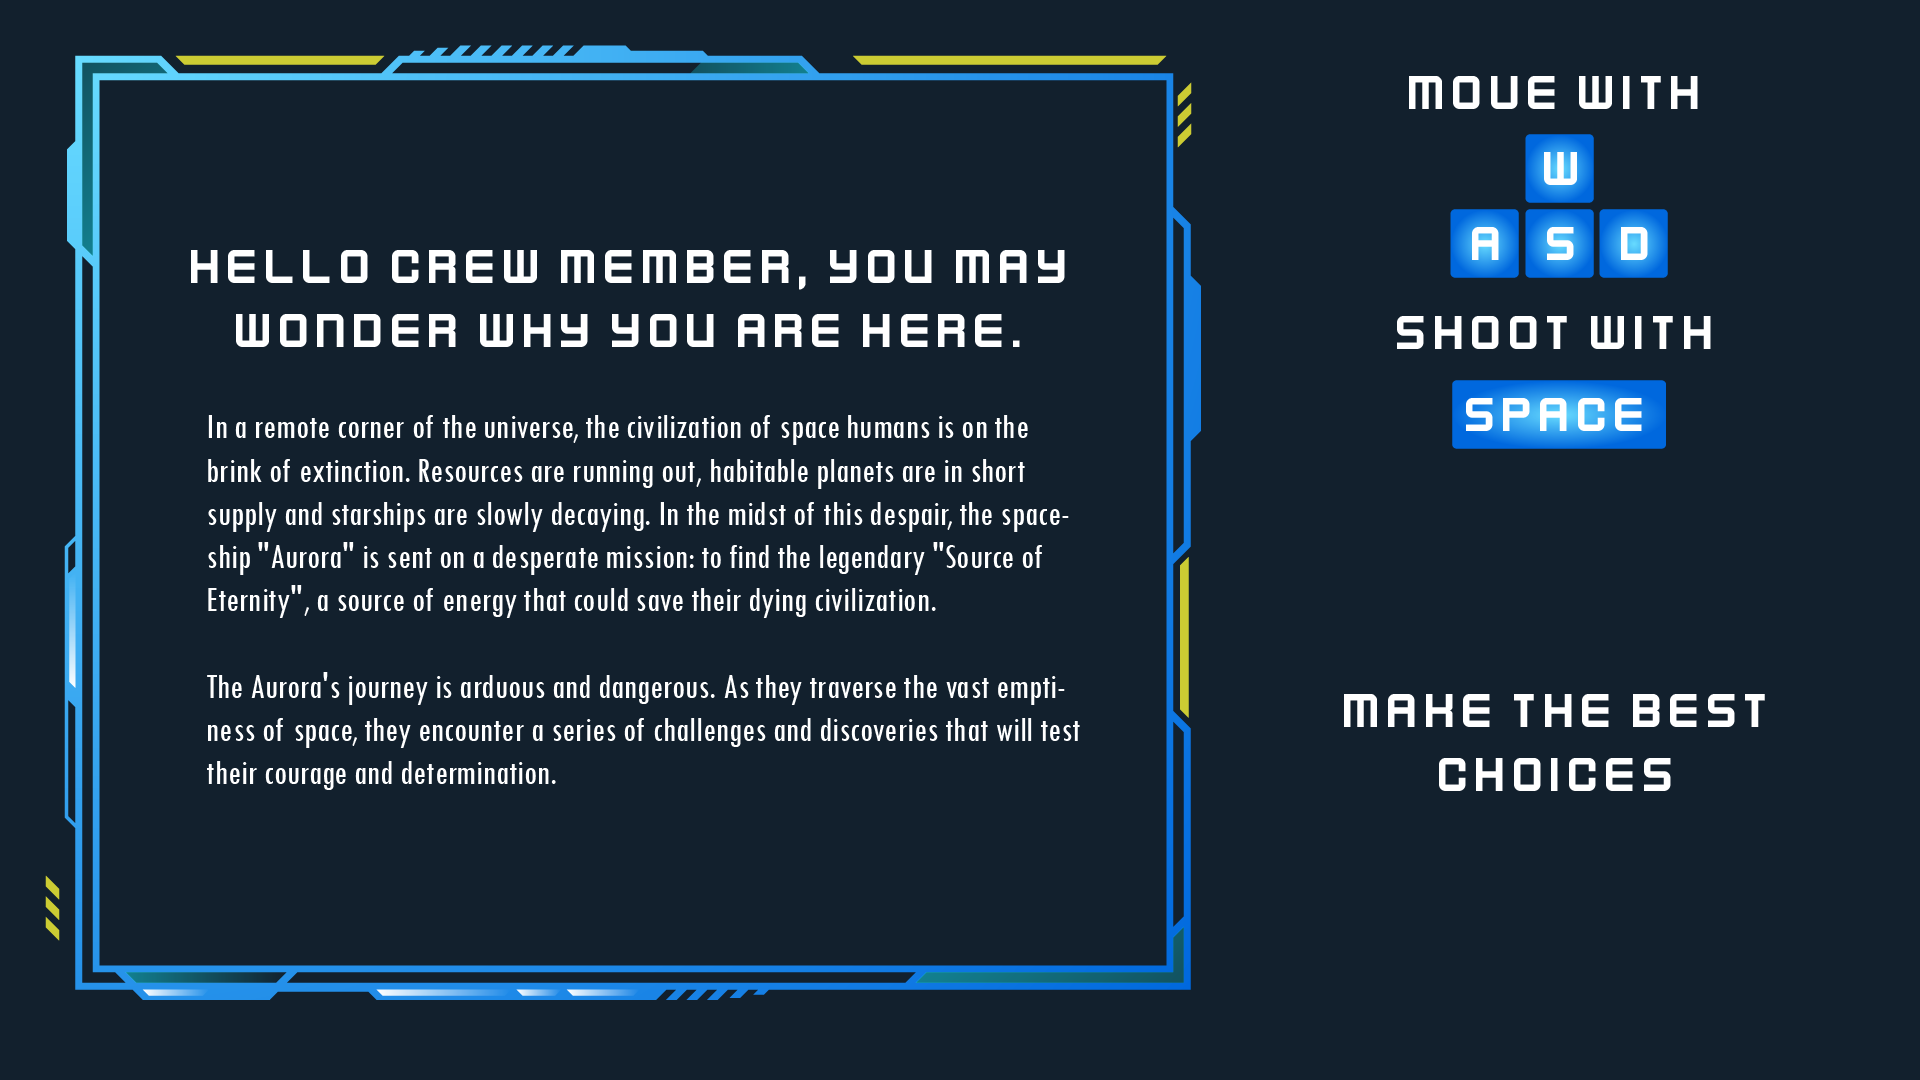 HELLO CREW MEMBER, YOU MAY
WONDER WHY YOU ARE HERE.
In a remote corner of the universe, the civilization of space humans is on the
brink of extinction. Resources are running out, habitable planets are in short
supply and starships are slowly decaying. In the midst of this despair, the space-
ship "Aurora" is sent on a desperate mission: to find the legendary "Source of
Eternity", a source of energy that could save their dying civilization.
The Aurora's journey is arduous and dangerous. As they traverse the vast empti-
ness of space, they encounter a series of challenges and discoveries that will test
their courage and determination.
MOVE WITH
W
A S D
SHOOT WITH
SPACE
MAKE THE BEST
CHOICES